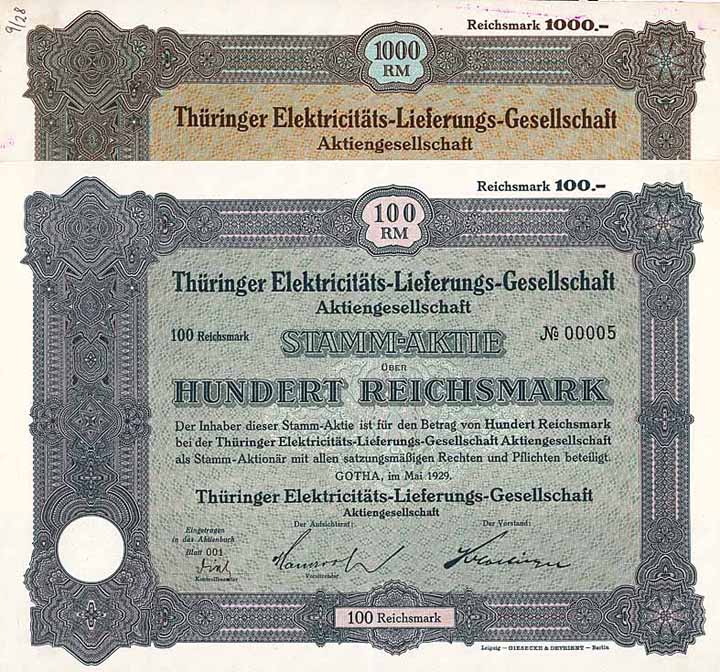 9/28
Reichsmark 1000.–
1000
RM
Thüringer Elektricitäts-Lieferungs-Gesellschaft
Aktiengesellschaft
Reichsmark 100.–
100
RM
Thüringer Elektricitäts-Lieferungs-Gesellschaft
Aktiengesellschaft
100 Reichsmark № 00005
STAMM-AKTIE
ÜBER
HUNDERT REICHSMARK
Der Inhaber dieser Stamm-Aktie ist für den Betrag von Hundert Reichsmark
bei der Thüringer Elektricitäts-Lieferungs-Gesellschaft Aktiengesellschaft
als Stamm-Aktionär mit allen satzungsmäßigen Rechten und Pflichten beteiligt.
GOTHA, im Mai 1929.
Thüringer Elektricitäts-Lieferungs-Gesellschaft
Aktiengesellschaft
Eingetragen
in das Aktienbuch
Blatt 001
Kontrollbeamter
Der Aufsichtsrat:
Vorsitzender
Der Vorstand:
100 Reichsmark
Leipzig – GIESECKE & DEVRIENT – Berlin